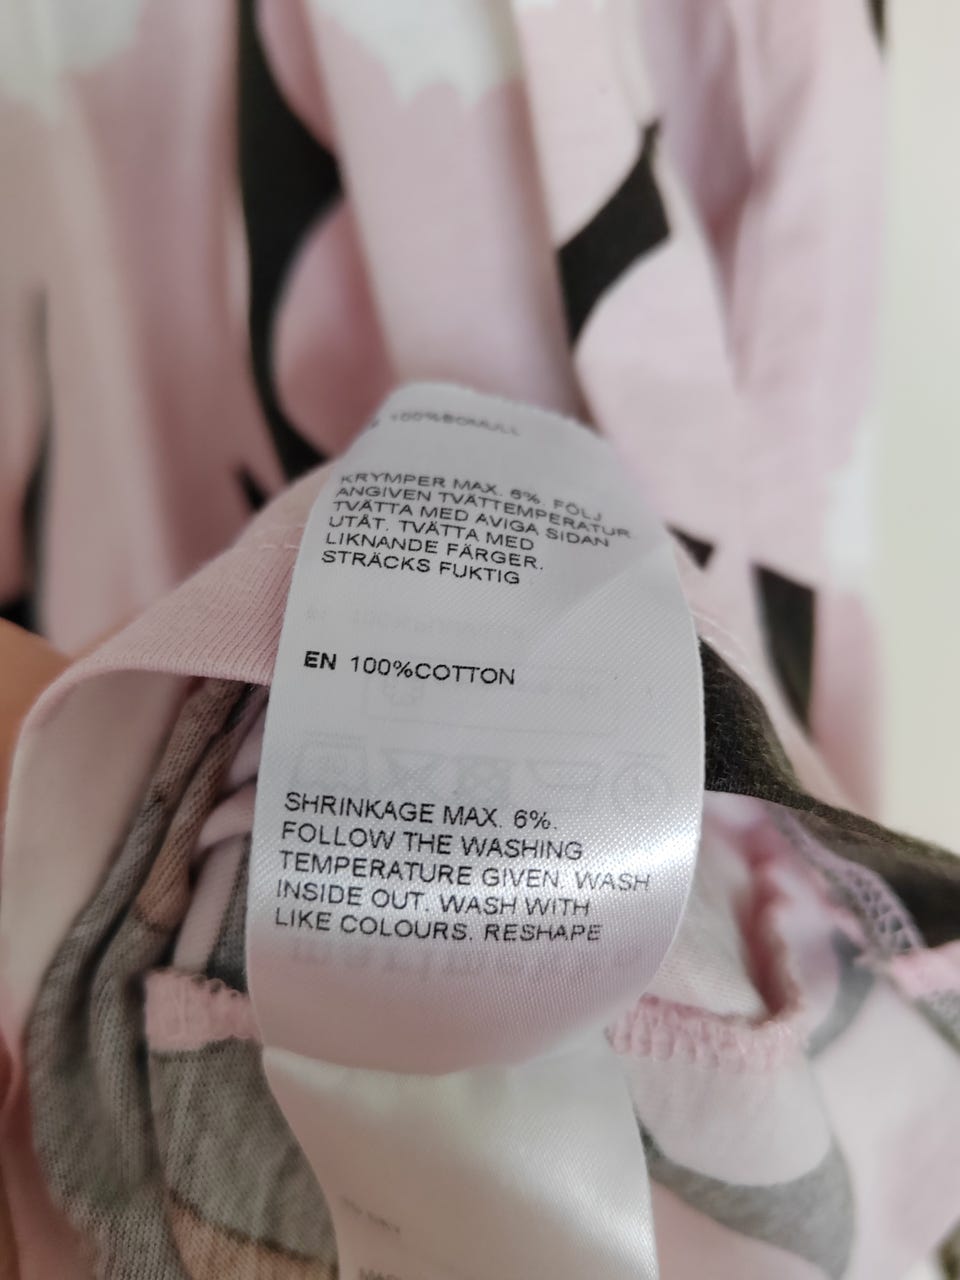 100%BOMULL
KRYMPER MAX. 6%. FÖLJ
ANGIVEN TVÄTTEMPERATUR.
TVÄTTA MED AVIGA SIDAN
UTÅT. TVÄTTA MED
LIKNANDE FÄRGER.
STRÄCKS FUKTIG
EN 100%COTTON
SHRINKAGE MAX. 6%.
FOLLOW THE WASHING
TEMPERATURE GIVEN. WASH
INSIDE OUT. WASH WITH
LIKE COLOURS. RESHAPE